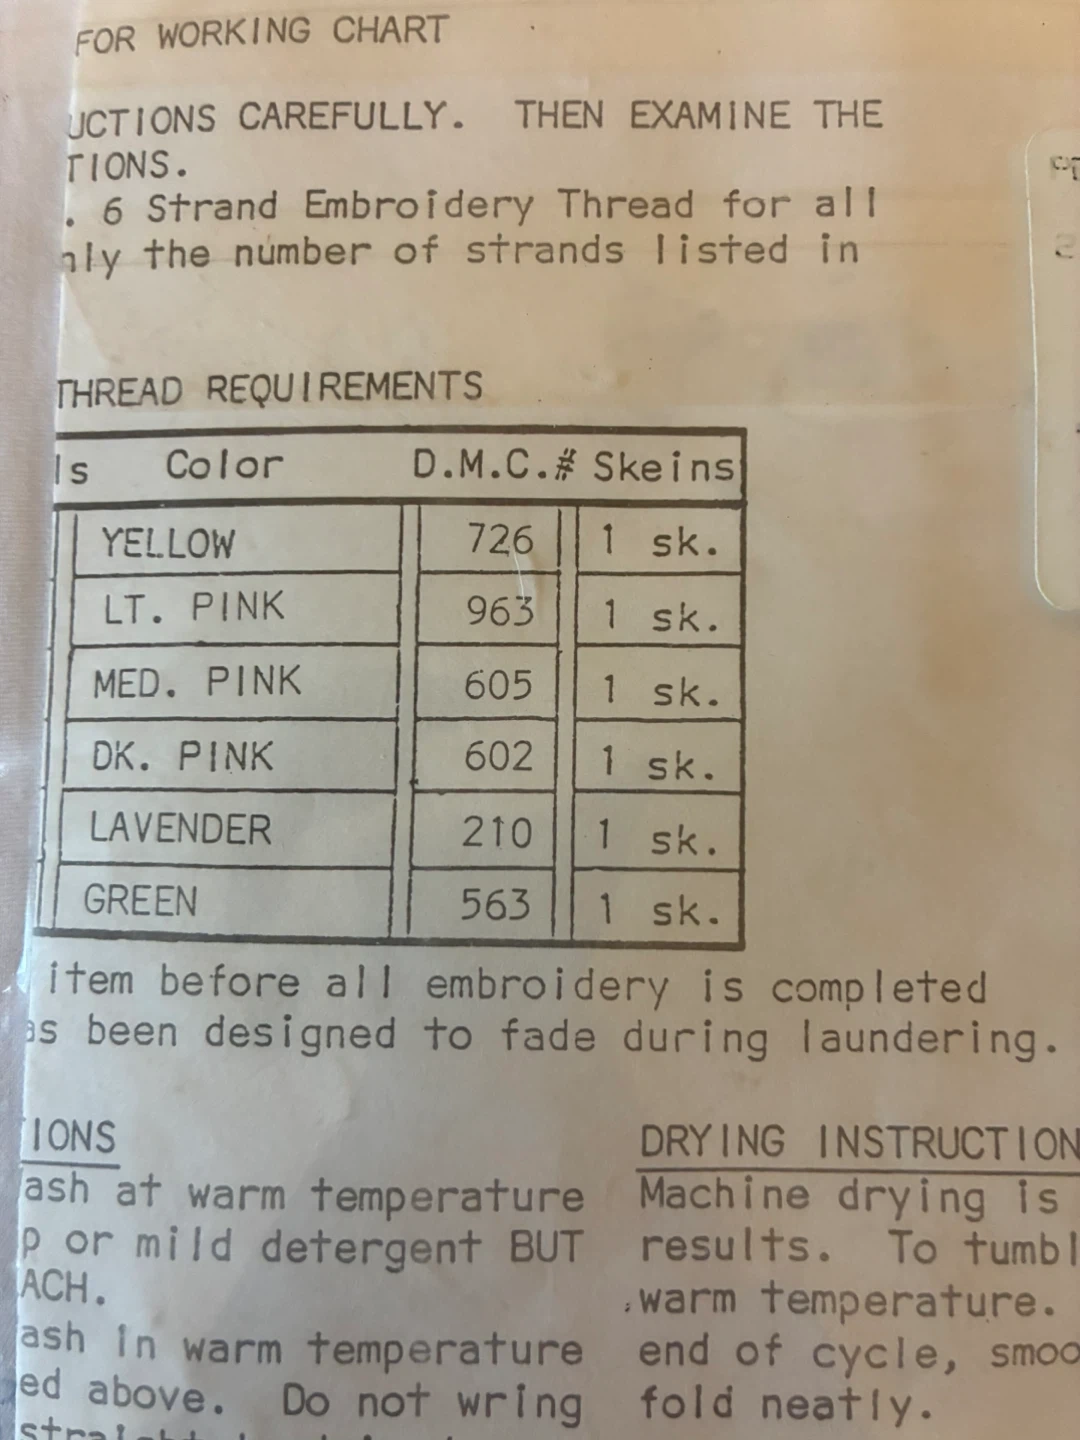 FOR WORKING CHART
UCTIONS CAREFULLY. THEN EXAMINE THE
TIONS.
. 6 Strand Embroidery Thread for all
nly the number of strands listed in
THREAD REQUIREMENTS
ls Color D.M.C.# Skeins
YELLOW 726 1 sk.
LT. PINK 963 1 sk.
MED. PINK 605 1 sk.
DK. PINK 602 1 sk.
LAVENDER 210 1 sk.
GREEN 563 1 sk.
item before all embroidery is completed
as been designed to fade during laundering.
IONS
ash at warm temperature
p or mild detergent BUT
ACH.
ash in warm temperature
ed above. Do not wring
DRYING INSTRUCTION
Machine drying is
results. To tumbl
warm temperature.
end of cycle, smoo
fold neatly.